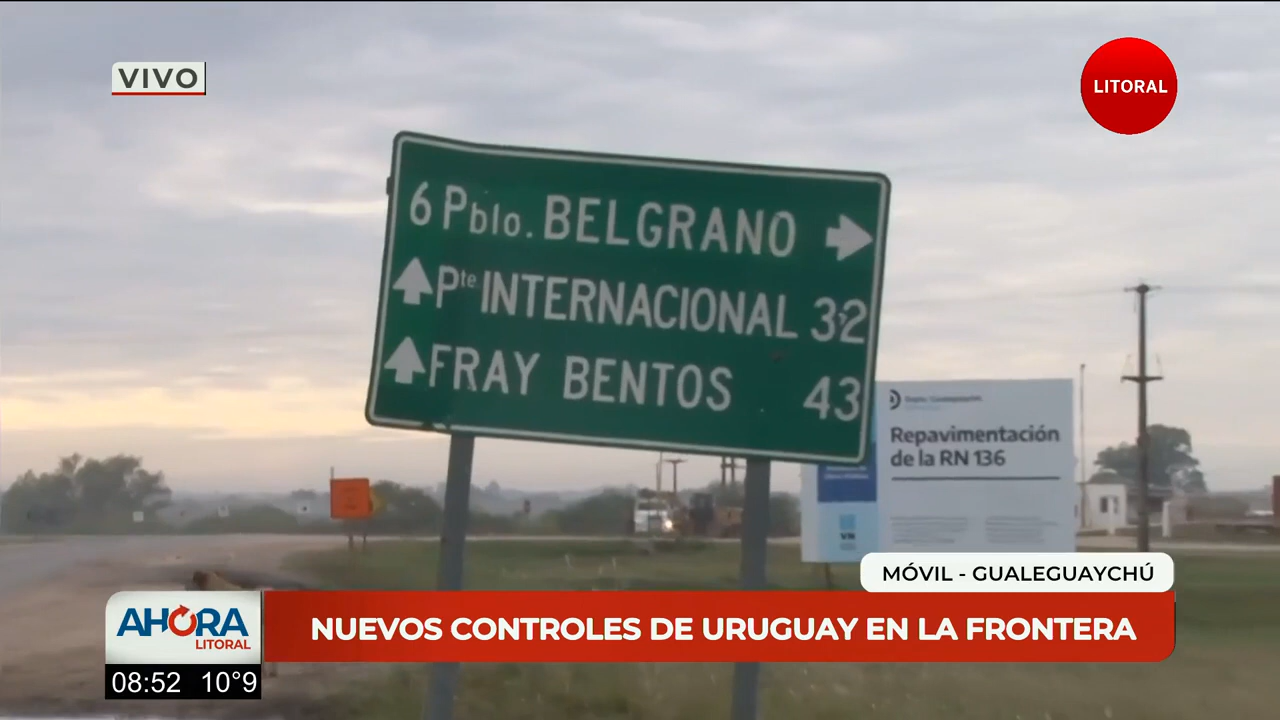 VIVO
LITORAL
6 Pblo. BELGRANO
Pte INTERNACIONAL 32
FRAY BENTOS 43
Repavimentación
de la RN 136
VN
MÓVIL - GUALEGUAYCHÚ
AHORA
LITORAL
NUEVOS CONTROLES DE URUGUAY EN LA FRONTERA
08:52 10°9